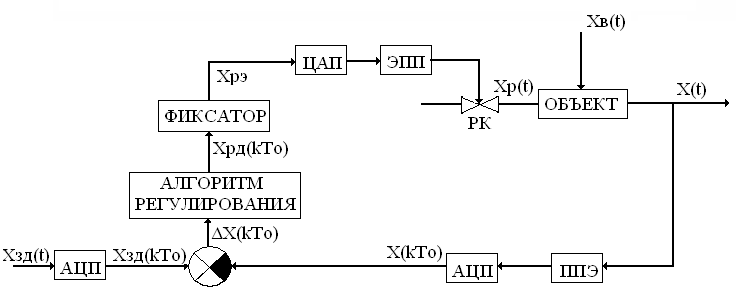 Xв(t)
ЦАП
ЭПП
Xрэ
Xр(t)
X(t)
ФИКСАТОР
РК
ОБЪЕКТ
Xрд(kTo)
АЛГОРИТМ
РЕГУЛИРОВАНИЯ
ΔX(kTo)
Xзд(t)
АЦП
Xзд(kTo)
X(kTo)
АЦП
ППЭ